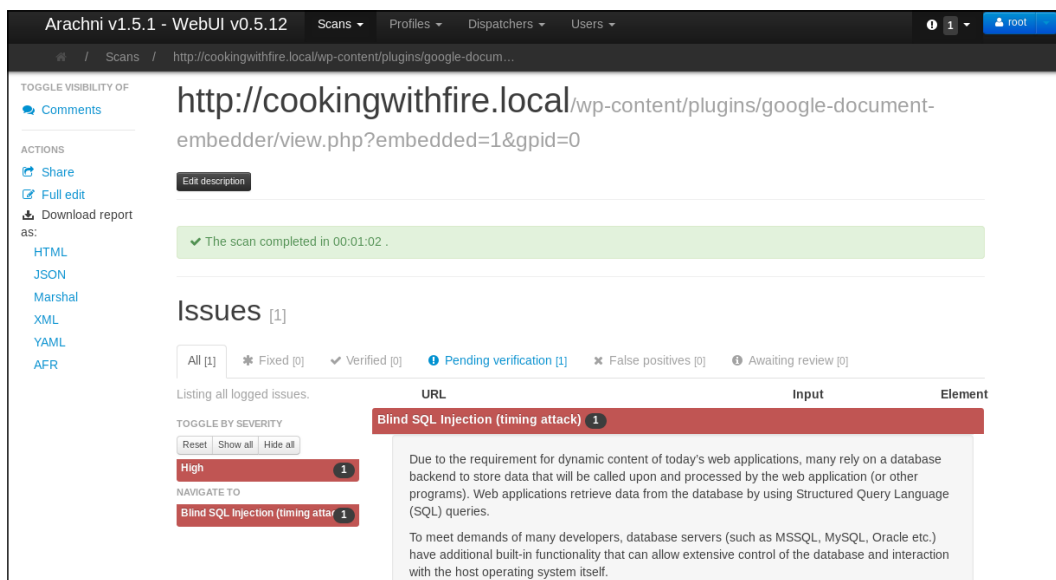 Arachni v1.5.1 - WebUI v0.5.12 Scans Profiles Dispatchers Users 1 root
/ Scans / http://cookingwithfire.local/wp-content/plugins/google-docum…
TOGGLE VISIBILITY OF
Comments
ACTIONS
Share
Full edit
Download report
as:
HTML
JSON
Marshal
XML
YAML
AFR
http://cookingwithfire.local/wp-content/plugins/google-document-
embedder/view.php?embedded=1&gpid=0
Edit description
The scan completed in 00:01:02 .
Issues [1]
All [1] Fixed [0] Verified [0] Pending verification [1] False positives [0] Awaiting review [0]
Listing all logged issues.
TOGGLE BY SEVERITY
Reset Show all Hide all
High 1
NAVIGATE TO
Blind SQL Injection (timing attac 1
URL Input Element
Blind SQL Injection (timing attack) 1
Due to the requirement for dynamic content of today's web applications, many rely on a database
backend to store data that will be called upon and processed by the web application (or other
programs). Web applications retrieve data from the database by using Structured Query Language
(SQL) queries.
To meet demands of many developers, database servers (such as MSSQL, MySQL, Oracle etc.)
have additional built-in functionality that can allow extensive control of the database and interaction
with the host operating system itself.